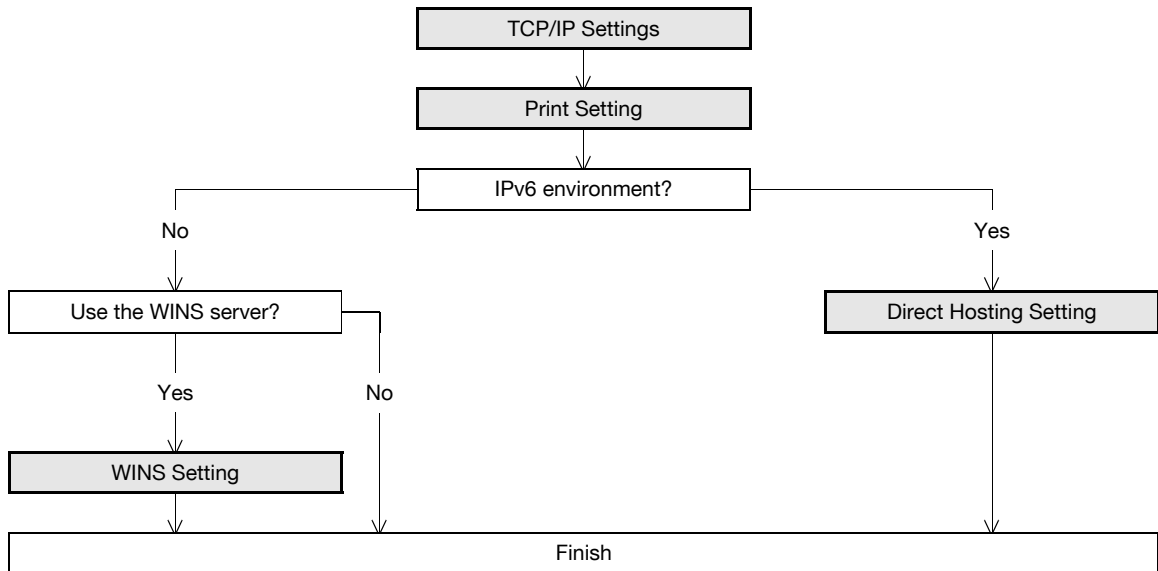 TCP/IP Settings
Print Setting
IPv6 environment?
No
Yes
Use the WINS server?
Direct Hosting Setting
Yes
No
WINS Setting
Finish